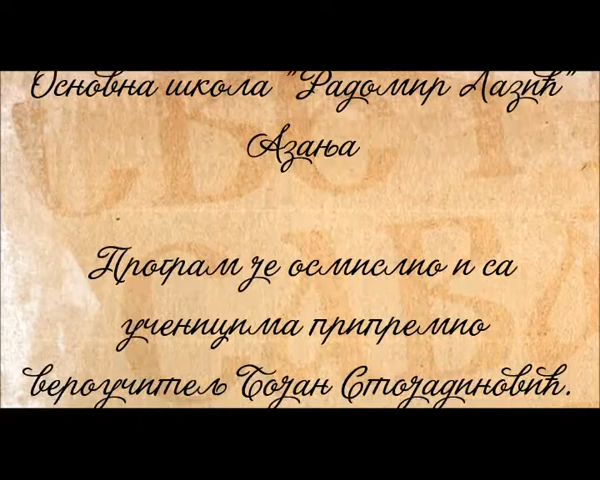 Основна школа "Радомир Лазић"
Азања
Програм је осмислио и са
ученицима припремио
вероучитељ Бојан Стојадиновић.